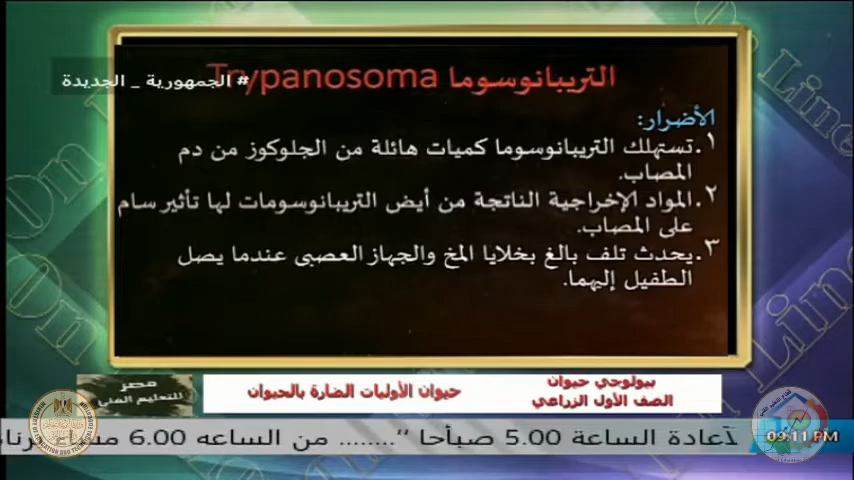 التريبانوسوما Trypanosoma
# الجمهورية _ الجديدة
الأضرار:
١. تستهلك التريبانوسوما كميات هائلة من الجلوكوز من دم
المصاب.
٢. المواد الإخراجية الناتجة من أيض التريبانوسومات لها تأثير سام
على المصاب.
٣. يحدث تلف بالغ بخلايا المخ والجهاز العصبى عندما يصل
الطفيل إليهما.
بيولوجي حيوان
الصف الأول الزراعي
حيوان الأوليات الضارة بالحيوان
مصر
للتعليم الفنى
الساعة 5.00 صباحا “........ من الساعه 6.00
09:11 PM